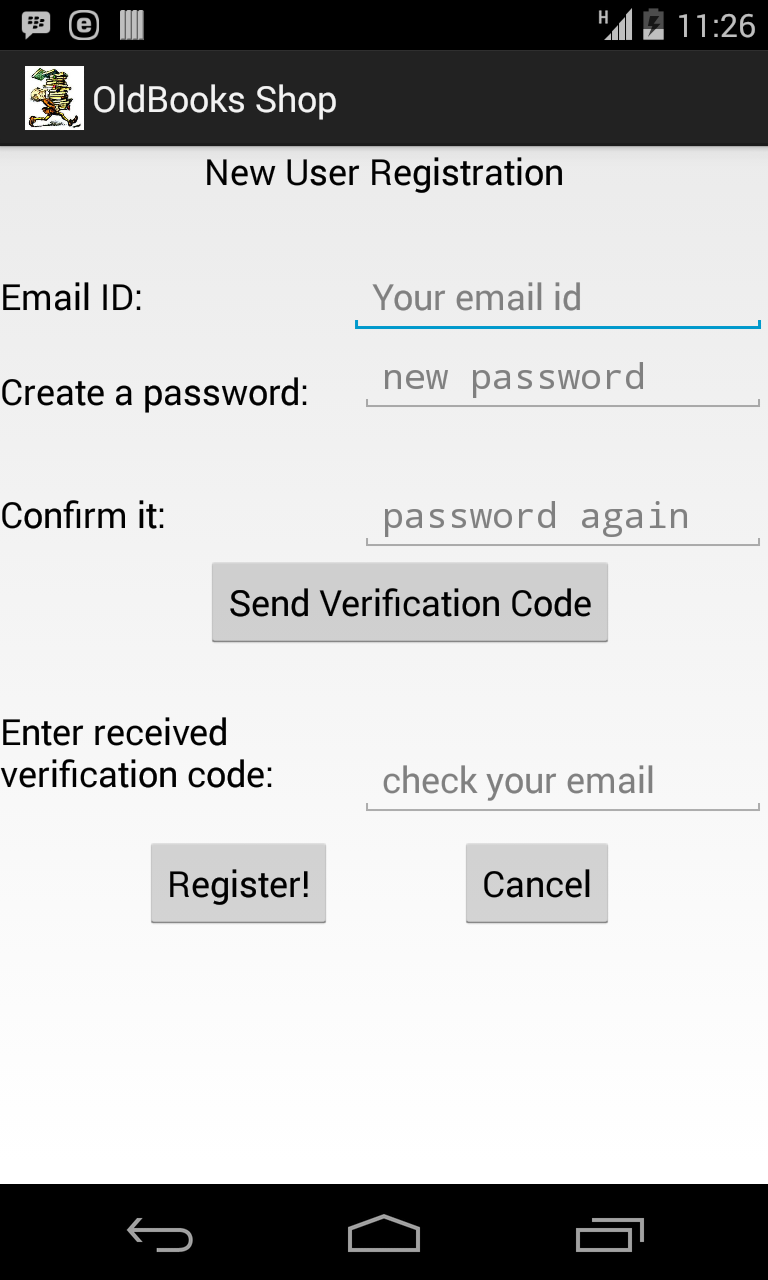 H 11:26
OldBooks Shop
New User Registration
Email ID: Your email id
Create a password: new password
Confirm it: password again
Send Verification Code
Enter received
verification code: check your email
Register! Cancel